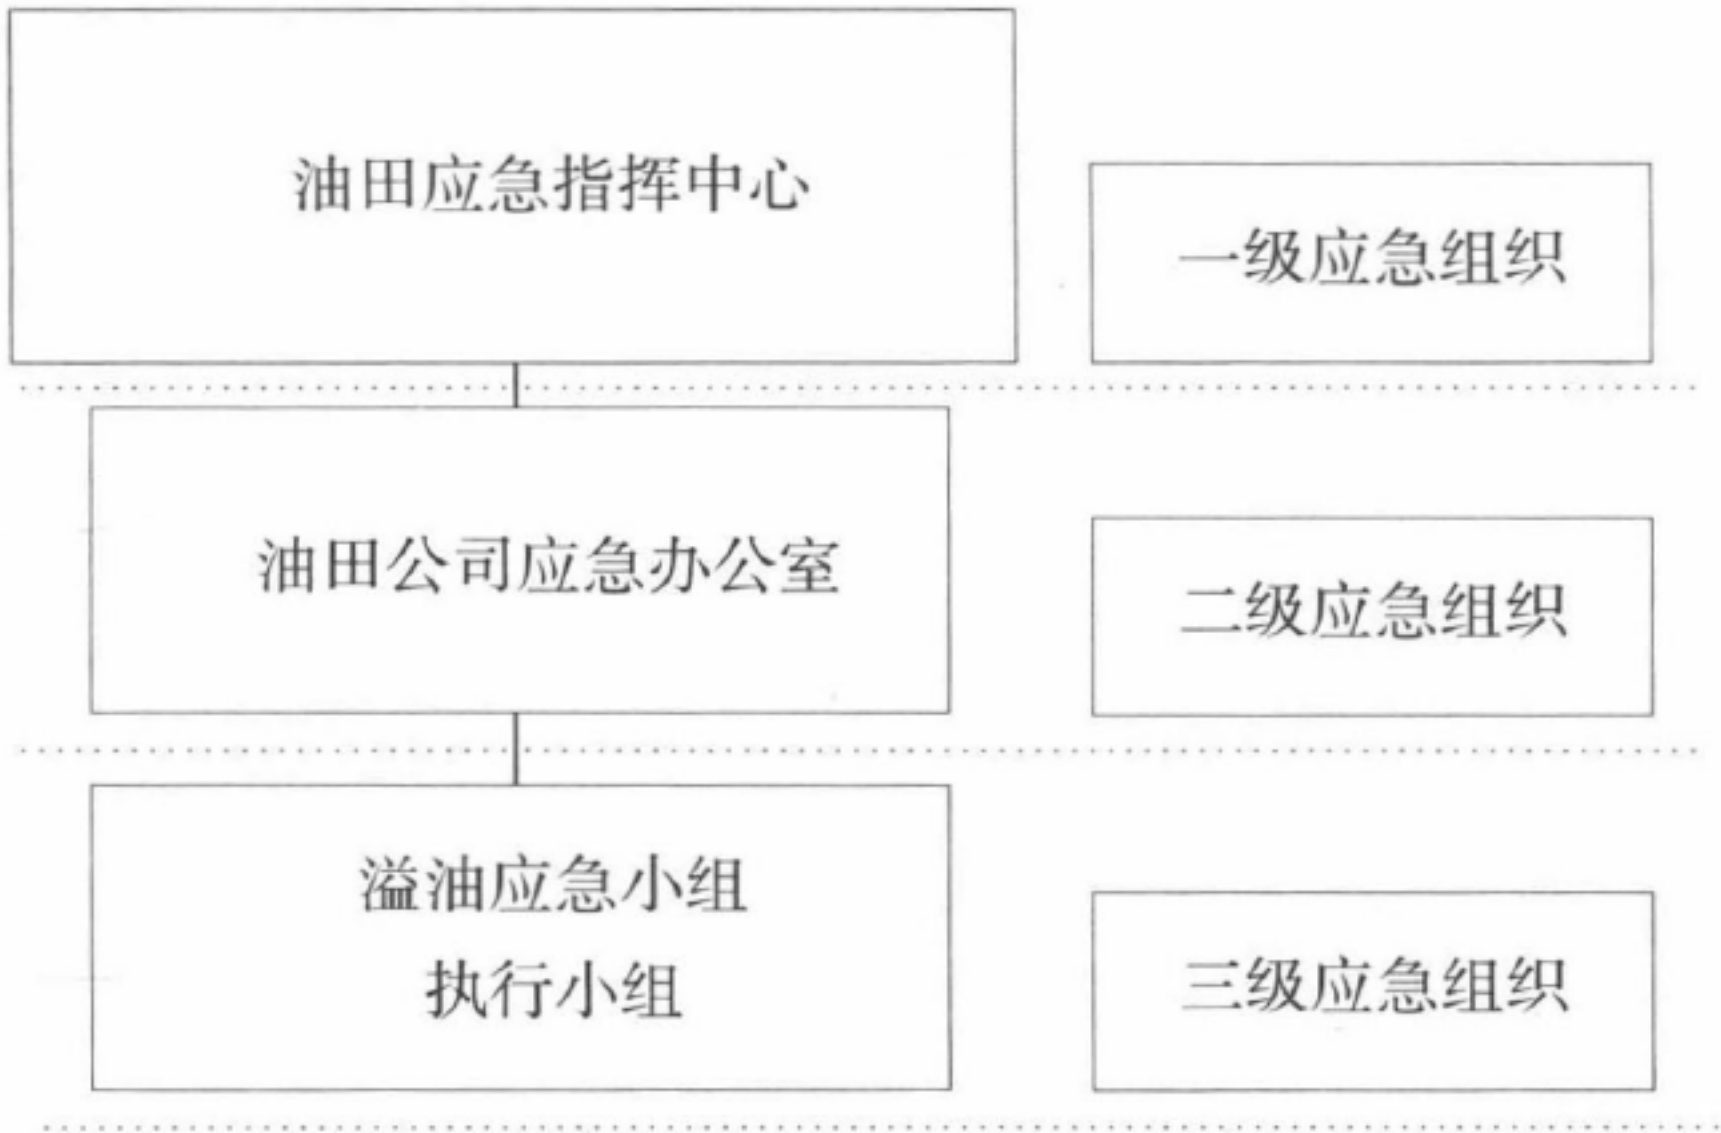 油田应急指挥中心
一级应急组织
油田公司应急办公室
二级应急组织
溢油应急小组
执行小组
三级应急组织